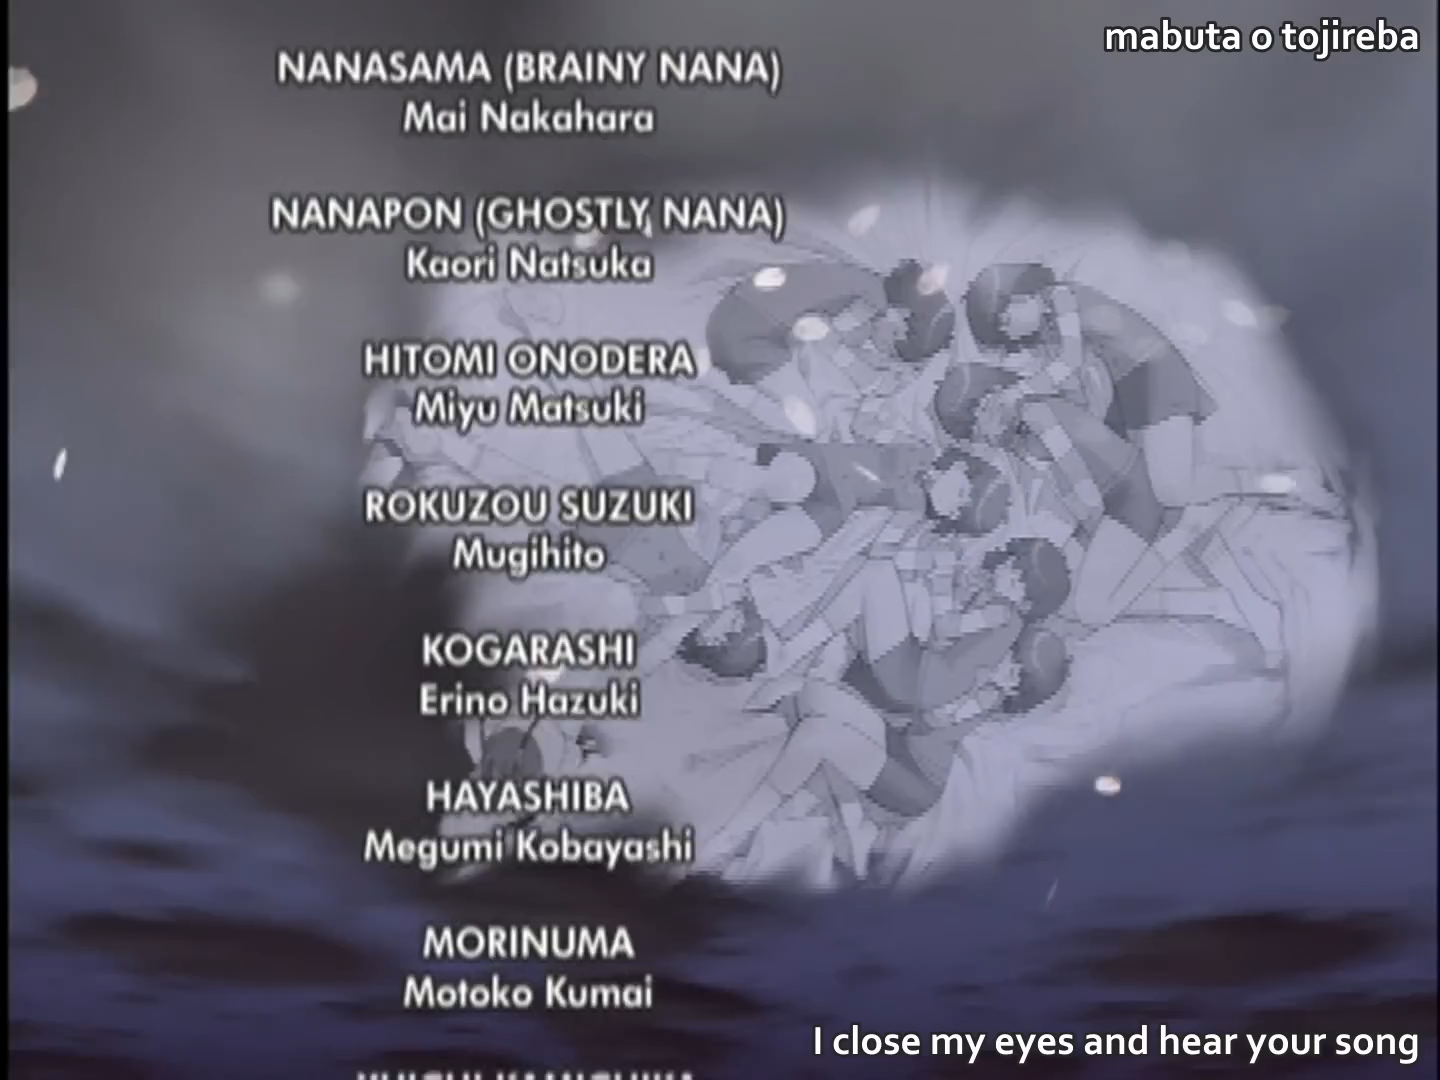 mabuta o tojireba
NANASAMA (BRAINY NANA)
Mai Nakahara
NANAPON (GHOSTLY NANA)
Kaori Natsuka
HITOMI ONODERA
Miyu Matsuki
ROKUZOU SUZUKI
Mugihito
KOGARASHI
Erino Hazuki
HAYASHIBA
Megumi Kobayashi
MORINUMA
Motoko Kumai
I close my eyes and hear your song